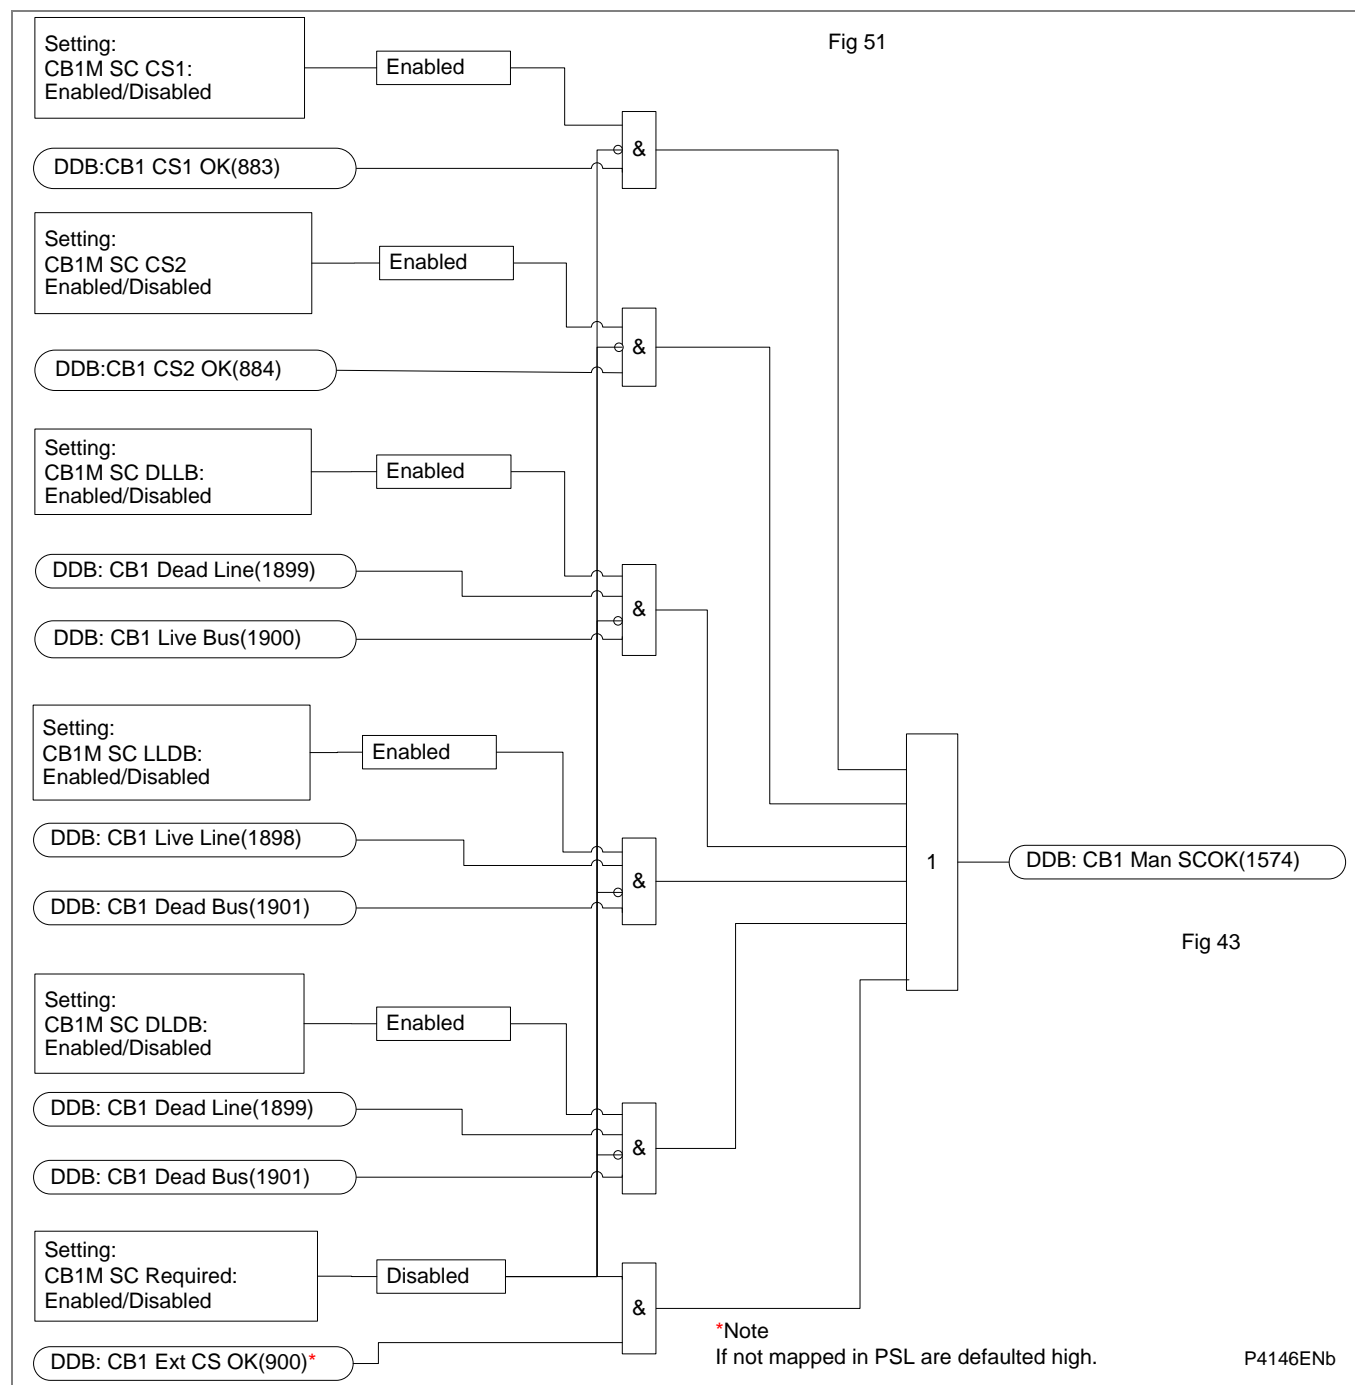 Fig 51
Setting:
CB1M SC CS1:
Enabled/Disabled
Enabled
&
DDB:CB1 CS1 OK(883)
Setting:
CB1M SC CS2
Enabled/Disabled
Enabled
&
DDB:CB1 CS2 OK(884)
Setting:
CB1M SC DLLB:
Enabled/Disabled
Enabled
DDB: CB1 Dead Line(1899)
&
DDB: CB1 Live Bus(1900)
Setting:
CB1M SC LLDB:
Enabled/Disabled
Enabled
DDB: CB1 Live Line(1898)
&
DDB: CB1 Dead Bus(1901)
1
DDB: CB1 Man SCOK(1574)
Fig 43
Setting:
CB1M SC DLDB:
Enabled/Disabled
Enabled
DDB: CB1 Dead Line(1899)
&
DDB: CB1 Dead Bus(1901)
Setting:
CB1M SC Required:
Enabled/Disabled
Disabled
&
DDB: CB1 Ext CS OK(900)*
*Note
If not mapped in PSL are defaulted high.
P4146ENb